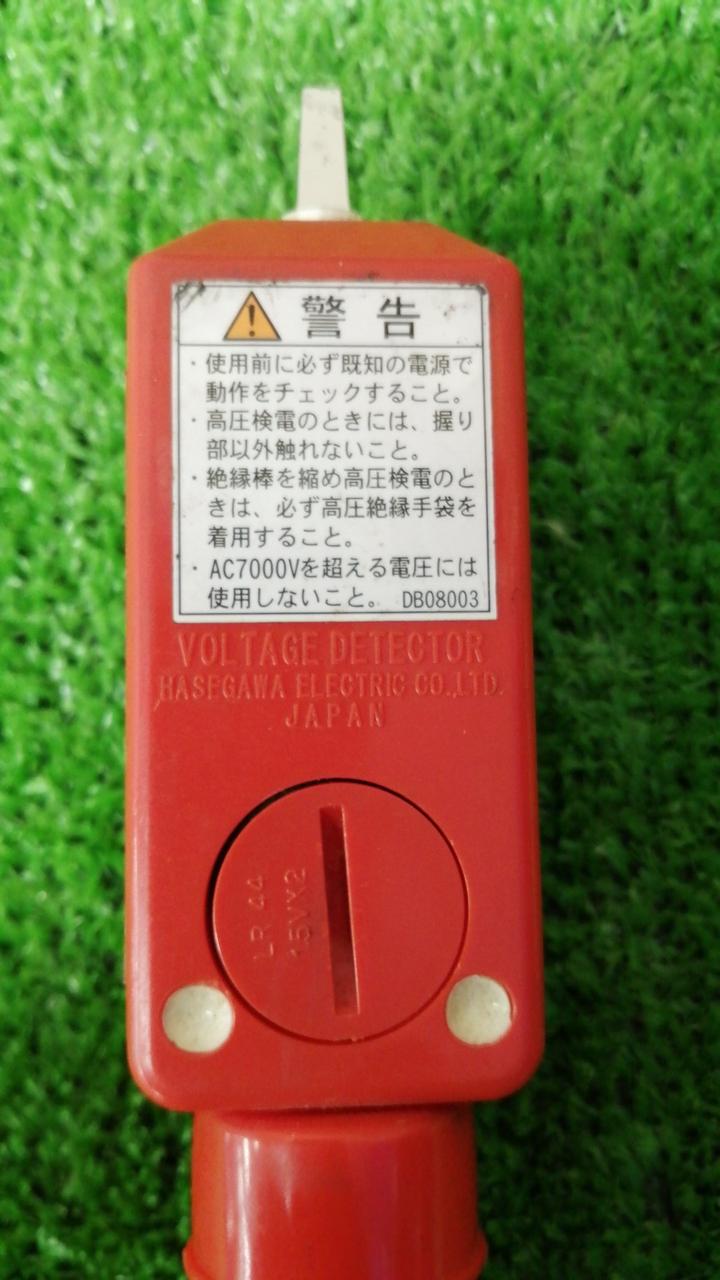 警告
・使用前に必ず既知の電源で
動作をチェックすること。
・高圧検電のときには、握り
部以外触れないこと。
・絶縁棒を縮め高圧検電のと
きは、必ず高圧絶縁手袋を
着用すること。
・AC7000Vを超える電圧には
使用しないこと。 DB08003
VOLTAGE DETECTOR
HASEGAWA ELECTRIC CO.,LTD.
JAPAN
LR 44
1.5V×2